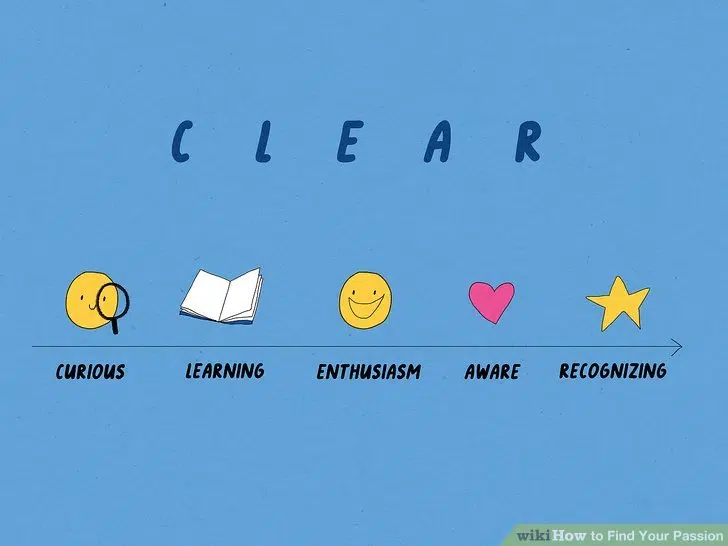 C L E A R
CURIOUS LEARNING ENTHUSIASM AWARE RECOGNIZING
wikiHow to Find Your Passion